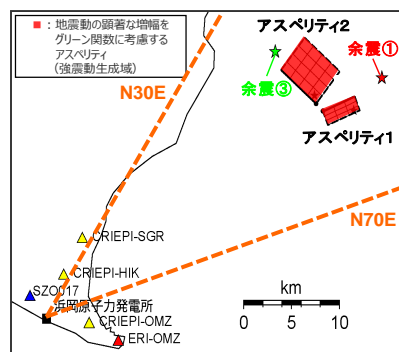 ■ : 地震動の顕著な増幅を
グリーン関数に考慮する
アスペリティ
(強震動生成域)
アスペリティ2
余震①
余震③
アスペリティ1
N30E
N70E
CRIEPI-SGR
CRIEPI-HIK
SZO017
浜岡原子力発電所
CRIEPI-OMZ
ERI-OMZ
km
0 5 10